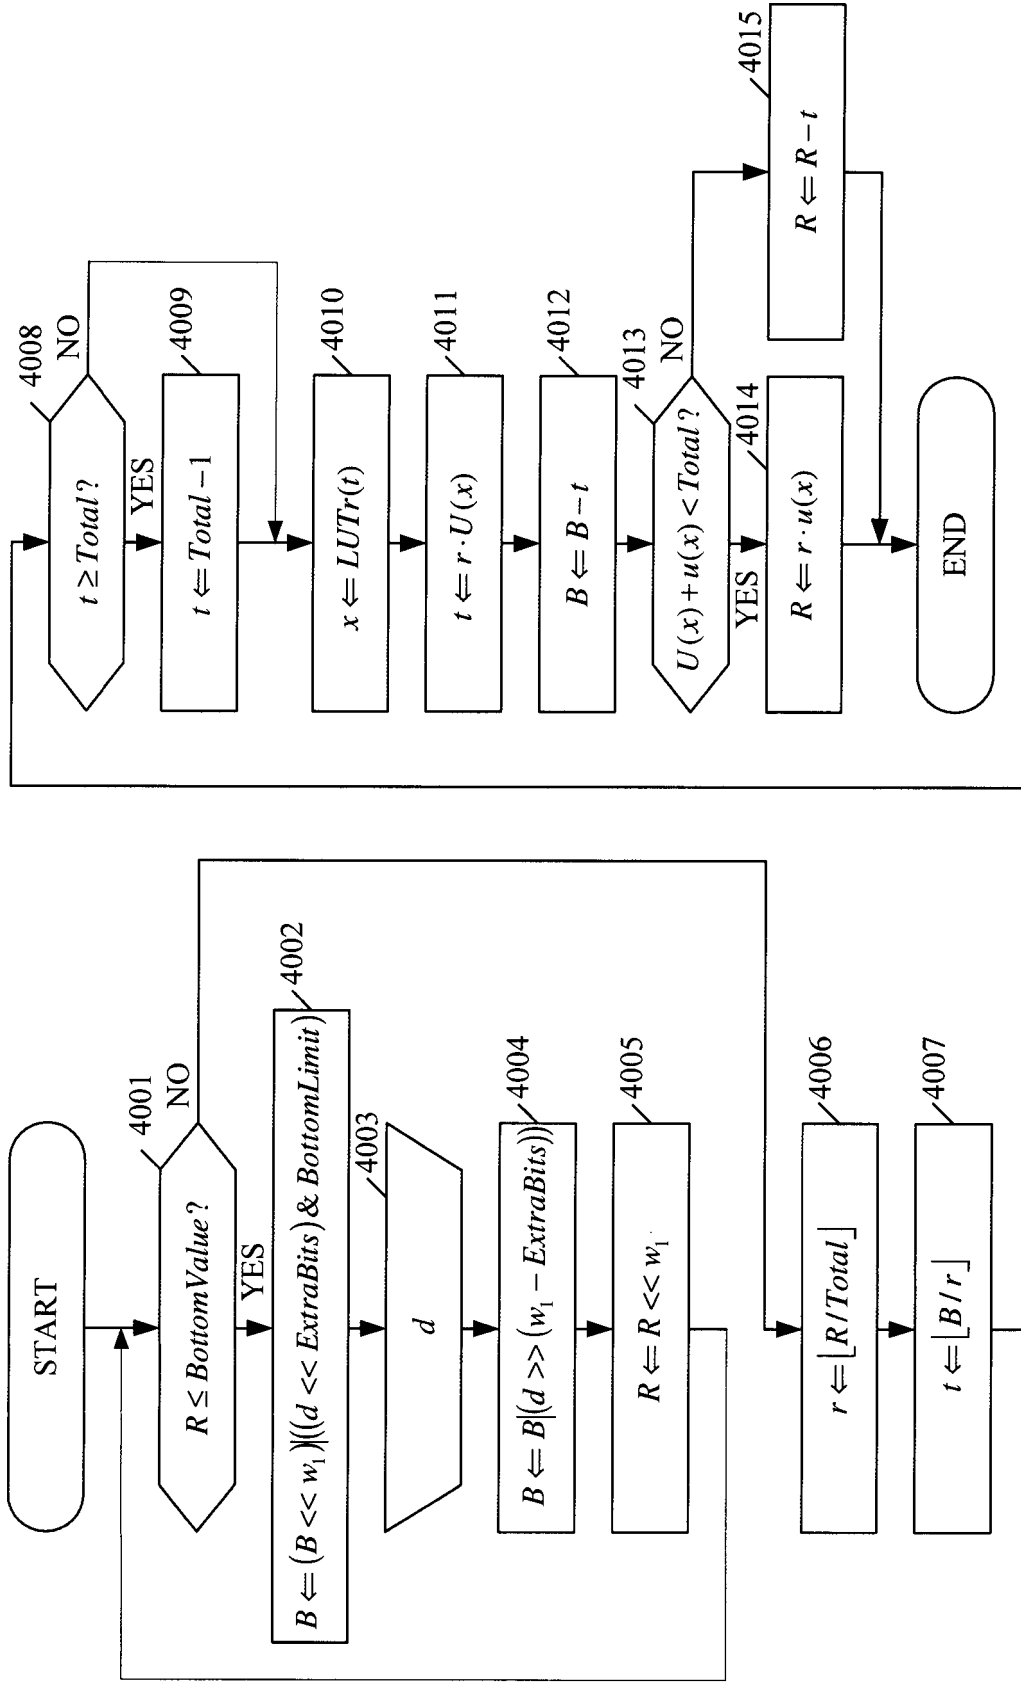 START
4001
R ≤ BottomValue?
NO
YES
4002
B ⇐ (B << w₁)|((d << ExtraBits) & BottomLimit)
4003
d
4004
B ⇐ B|(d >> (w₁ − ExtraBits))
4005
R ⇐ R << w₁
4006
r ⇐ ⌊R/Total⌋
4007
t ⇐ ⌊B/r⌋
4008
t ≥ Total?
NO
YES
4009
t ⇐ Total − 1
4010
x ⇐ LUTr(t)
4011
t ⇐ r · U(x)
4012
B ⇐ B − t
4013
U(x) + u(x) < Total?
NO
YES
4014
R ⇐ r · u(x)
4015
R ⇐ R − t
END